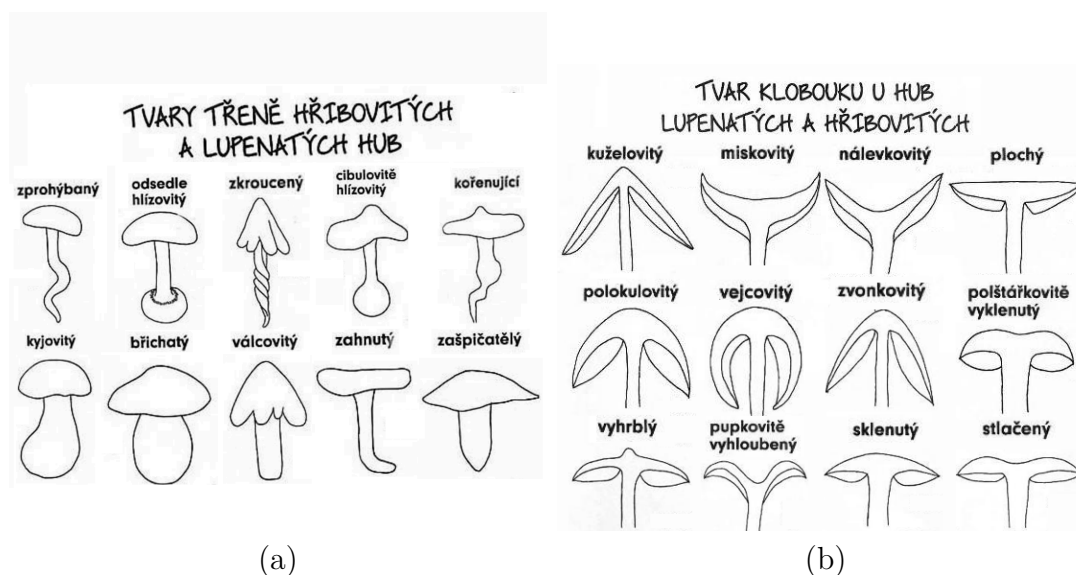 TVARY TŘENĚ HŘIBOVITÝCH
A LUPENATÝCH HUB
zprohýbaný
odsedle
hlízovitý
zkroucený
cibulovitě
hlízovitý
kořenující
kyjovitý
břichatý
válcovitý
zahnutý
zašpičatělý
(a)
TVAR KLOBOUKU U HUB
LUPENATÝCH A HŘIBOVITÝCH
kuželovitý
miskovitý
nálevkovitý
plochý
polokulovitý
vejcovitý
zvonkovitý
polštářkovitě
vyklenutý
vyhrblý
pupkovitě
vyhloubený
sklenutý
stlačený
(b)